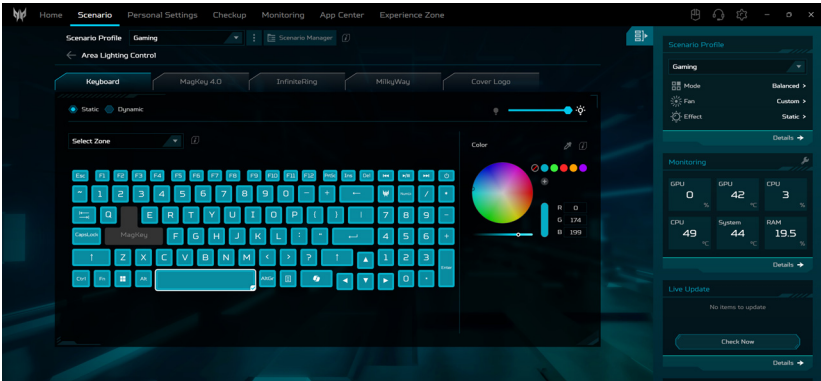 Home Scenario Personal Settings Checkup Monitoring App Center Experience Zone
Scenario Profile Gaming Scenario Manager
Area Lighting Control
Keyboard MagKey 4.0 InfiniteRing MilkyWay Cover Logo
Static Dynamic
Select Zone
Color
Esc F1 F2 F3 F4 F5 F6 F7 F8 F9 F10 F11 F12 PrtSc Ins Del
~ 1 2 3 4 5 6 7 8 9 0 - + / *
Q E R T Y U I O P ( ) 7 8 9 -
CapsLock MagKey F G H J K L : " 4 5 6 +
Z X C V B N M < > ? 1 2 3
Enter
Ctrl Fn Alt AltGr 0 .
R 0
G 174
B 199
Scenario Profile
Gaming
Mode Balanced >
Fan Custom >
Effect Static >
Details
Monitoring
GPU 0 %
GPU 42 °C
CPU 3 %
CPU 49 °C
System 44 °C
RAM 19.5 %
Details
Live Update
No items to update
Check Now
Details